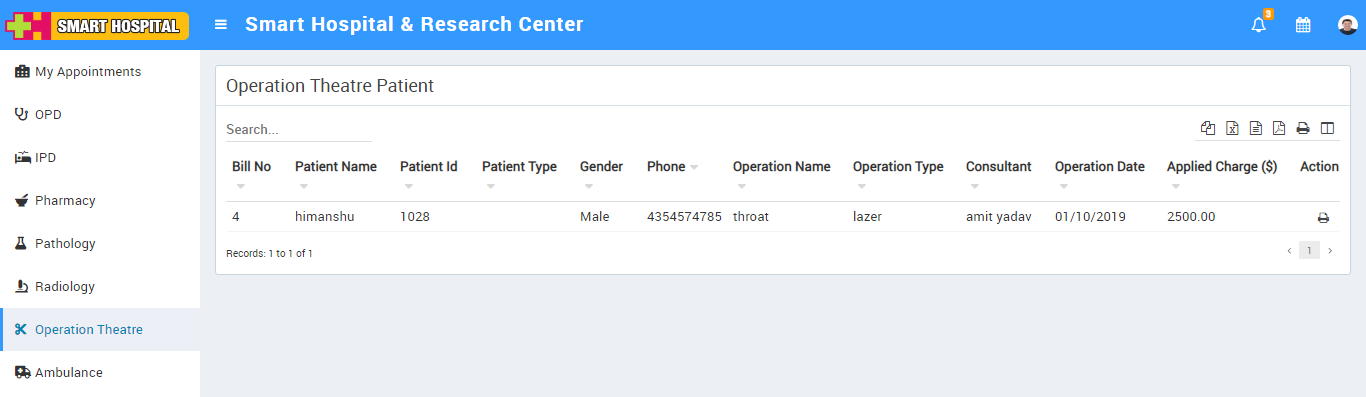 SMART HOSPITAL
Smart Hospital & Research Center
3
My Appointments
OPD
IPD
Pharmacy
Pathology
Radiology
Operation Theatre
Ambulance
Operation Theatre Patient
Search...
Bill No Patient Name Patient Id Patient Type Gender Phone Operation Name Operation Type Consultant Operation Date Applied Charge ($) Action
4 himanshu 1028 Male 4354574785 throat lazer amit yadav 01/10/2019 2500.00
Records: 1 to 1 of 1
1